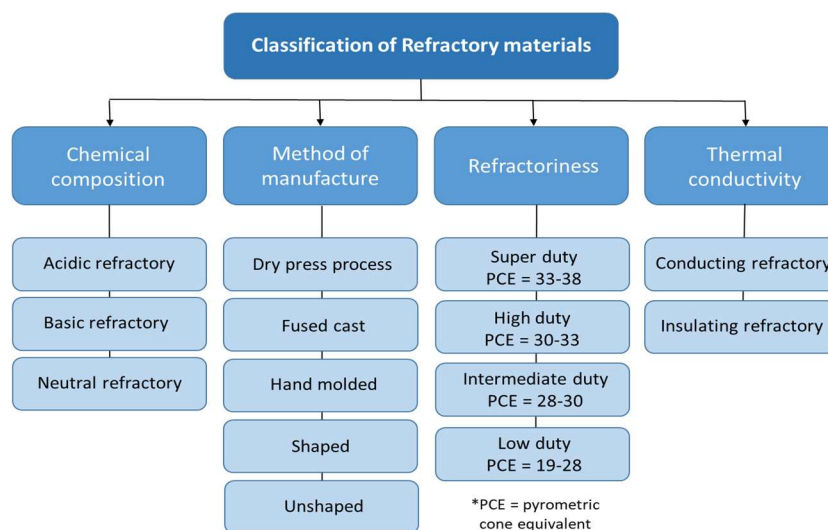 Classification of Refractory materials
Chemical
composition
Method of
manufacture
Refractoriness
Thermal
conductivity
Acidic refractory
Basic refractory
Neutral refractory
Dry press process
Fused cast
Hand molded
Shaped
Unshaped
Super duty
PCE = 33-38
High duty
PCE = 30-33
Intermediate duty
PCE = 28-30
Low duty
PCE = 19-28
*PCE = pyrometric
cone equivalent
Conducting refractory
Insulating refractory